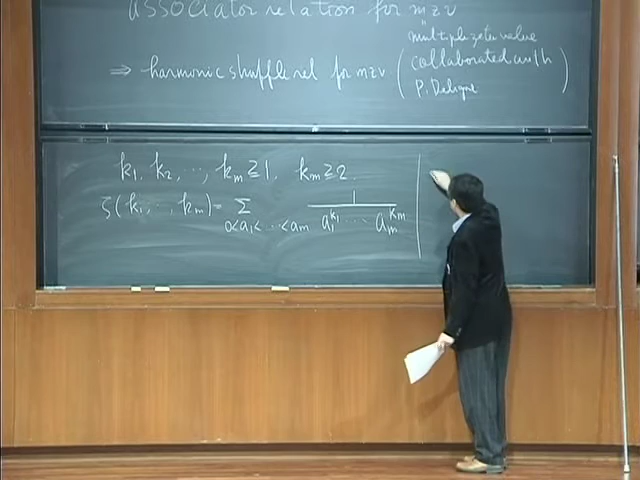 associator relation for mzv
"
multiple zeta value
⇒ harmonic shuffle rel for mzv (collaborated with P. Deligne)
k₁, k₂, ⋯, kₘ ≧ 1. kₘ ≧ 2.
ζ(k₁, ⋯, kₘ) = Σ_{0<a₁<⋯<aₘ} 1/(a₁^{k₁} ⋯ aₘ^{kₘ})